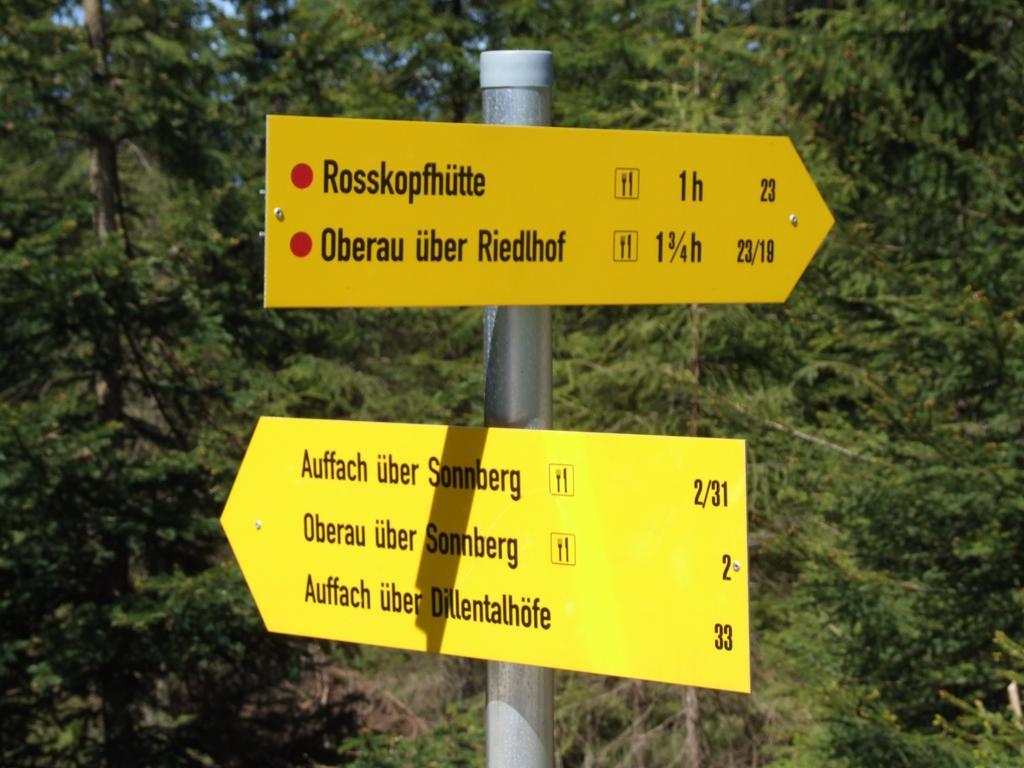 Rosskopfhütte 1h 23
Oberau über Riedlhof 1¾h 23/19
Auffach über Sonnberg 2/31
Oberau über Sonnberg 2
Auffach über Dillentalhöfe 33